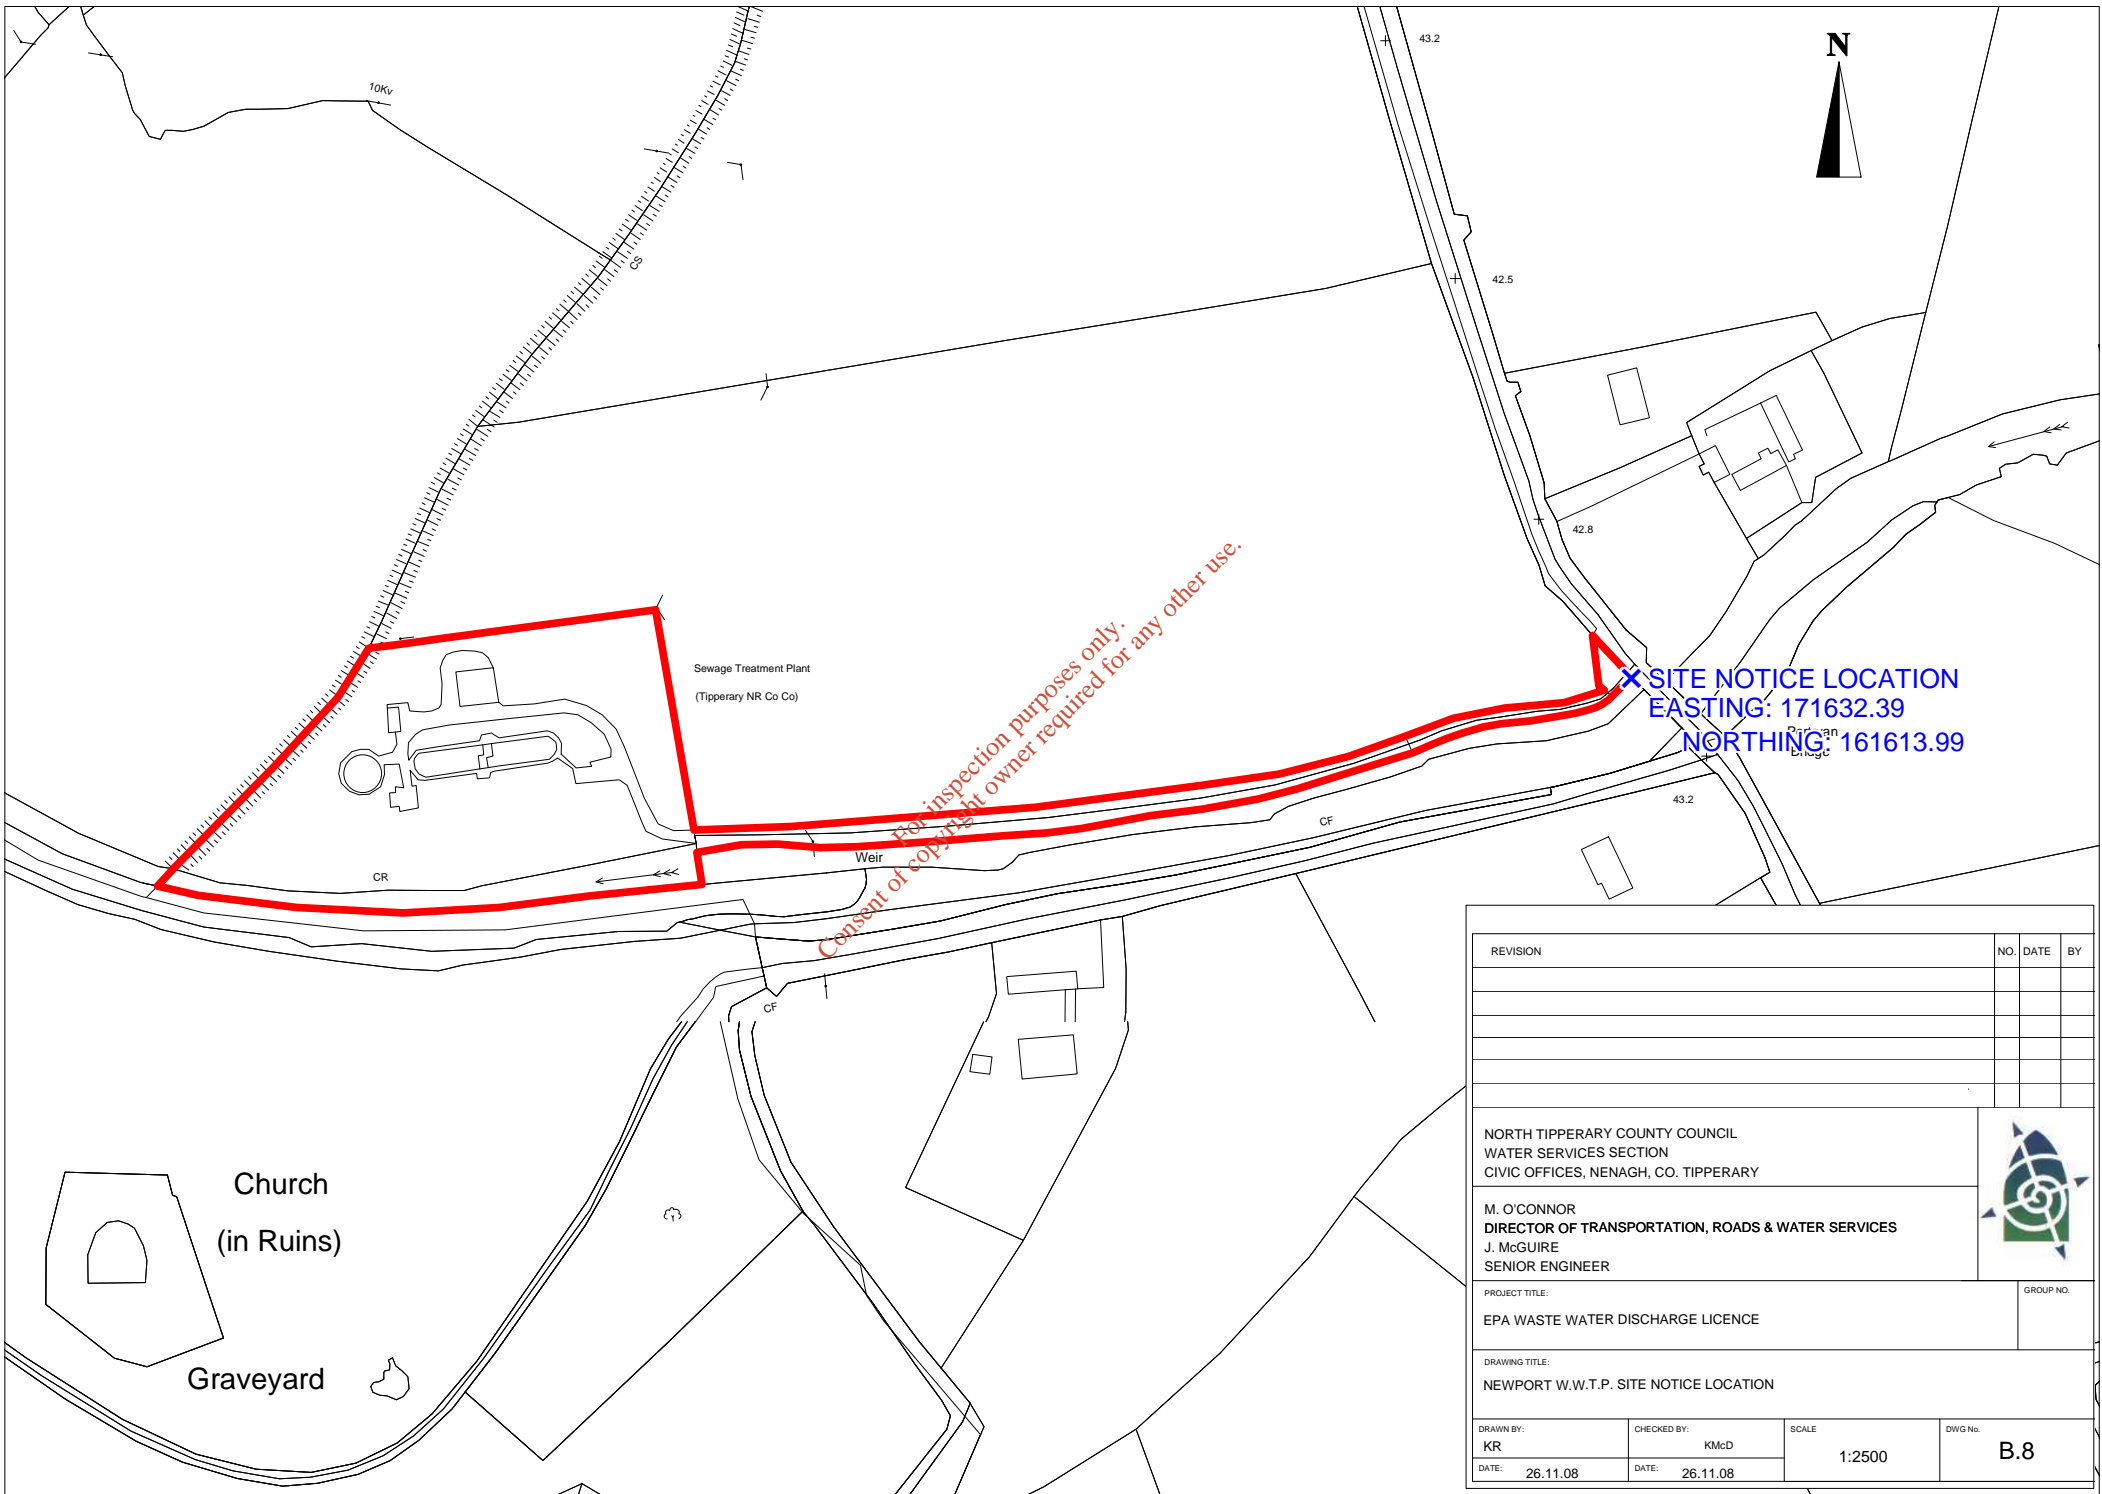 43.2
N
10Kv
CS
42.5
42.8
Sewage Treatment Plant
(Tipperary NR Co Co)
For inspection purposes only.
Consent of copyright owner required for any other use.
SITE NOTICE LOCATION
EASTING: 171632.39
NORTHING: 161613.99
Bridge
43.2
CF
Weir
CR
CF
Church
(in Ruins)
Graveyard
REVISION NO. DATE BY
NORTH TIPPERARY COUNTY COUNCIL
WATER SERVICES SECTION
CIVIC OFFICES, NENAGH, CO. TIPPERARY
M. O'CONNOR
DIRECTOR OF TRANSPORTATION, ROADS & WATER SERVICES
J. McGUIRE
SENIOR ENGINEER
PROJECT TITLE: GROUP NO.
EPA WASTE WATER DISCHARGE LICENCE
DRAWING TITLE:
NEWPORT W.W.T.P. SITE NOTICE LOCATION
DRAWN BY: CHECKED BY: SCALE DWG No.
KR KMcD 1:2500 B.8
DATE: 26.11.08 DATE: 26.11.08